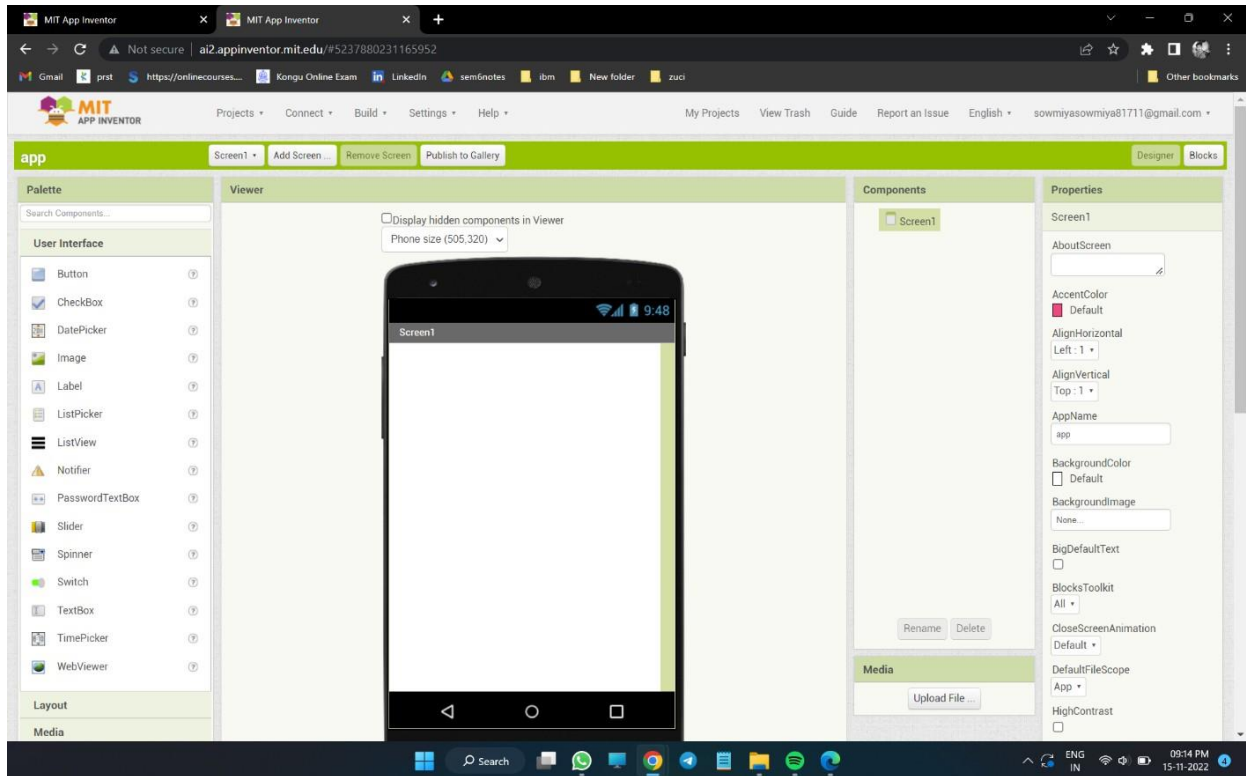 MIT App Inventor
MIT App Inventor
Not secure
ai2.appinventor.mit.edu/#5237880231165952
Gmail prst https://onlinecourses.... Kongu Online Exam LinkedIn sem6notes ibm New folder zuci Other bookmarks
MIT
APP INVENTOR
Projects Connect Build Settings Help My Projects View Trash Guide Report an Issue English sowmiyasowmiya81711@gmail.com
app Screen1 Add Screen ... Remove Screen Publish to Gallery Designer Blocks
Palette
Search Components...
User Interface
Button
CheckBox
DatePicker
Image
Label
ListPicker
ListView
Notifier
PasswordTextBox
Slider
Spinner
Switch
TextBox
TimePicker
WebViewer
Layout
Media
Viewer
Display hidden components in Viewer
Phone size (505,320)
9:48
Screen1
Components
Screen1
Rename Delete
Media
Upload File ...
Properties
Screen1
AboutScreen
AccentColor
Default
AlignHorizontal
Left : 1
AlignVertical
Top : 1
AppName
app
BackgroundColor
Default
BackgroundImage
None...
BigDefaultText
BlocksToolkit
All
CloseScreenAnimation
Default
DefaultFileScope
App
HighContrast
Search
ENG
IN
09:14 PM
15-11-2022
4